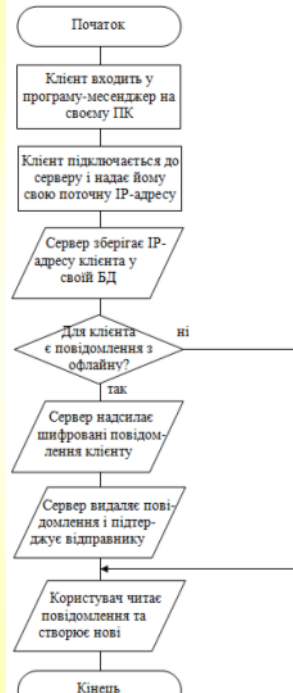 Початок
Клієнт входить у
програму-месенджер на
своєму ПК
Клієнт підключається до
серверу і надає йому
свою поточну IP-адресу
Сервер зберігає IP-
адресу клієнта у
своїй БД
Для клієнта
є повідомлення з
офлайну?
ні
так
Сервер надсилає
шифровані повідом-
лення клієнту
Сервер видаляє пові-
домлення і підтер-
джує відправнику
Користувач читає
повідомлення та
створює нові
Кінець